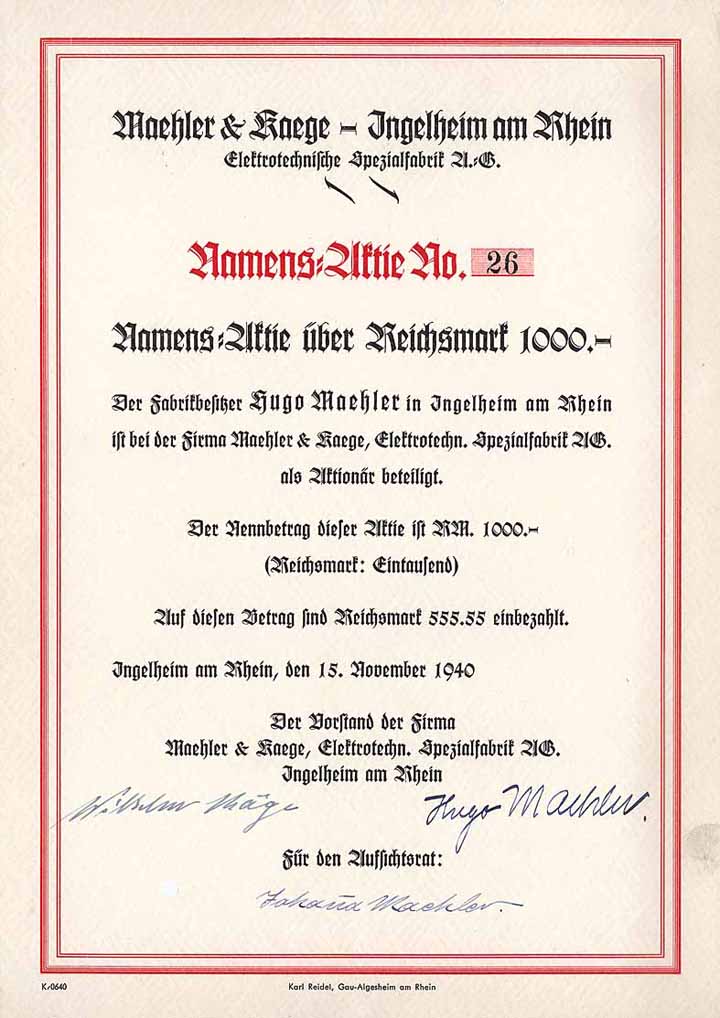 Maehler & Kaege - Ingelheim am Rhein
Elektrotechnische Spezialfabrik A.-G.
Namens-Aktie No. 26
Namens-Aktie über Reichsmark 1000.-
Der Fabrikbesitzer Hugo Maehler in Ingelheim am Rhein
ist bei der Firma Maehler & Kaege, Elektrotechn. Spezialfabrik AG.
als Aktionär beteiligt.
Der Nennbetrag dieser Aktie ist RM. 1000.-
(Reichsmark: Eintausend)
Auf diesen Betrag sind Reichsmark 555.55 einbezahlt.
Ingelheim am Rhein, den 15. November 1940
Der Vorstand der Firma
Maehler & Kaege, Elektrotechn. Spezialfabrik AG.
Ingelheim am Rhein
Wilhelm Hugo Maehler.
Für den Aufsichtsrat:
Maehler.
K/0640 Karl Reidel, Gau-Algesheim am Rhein